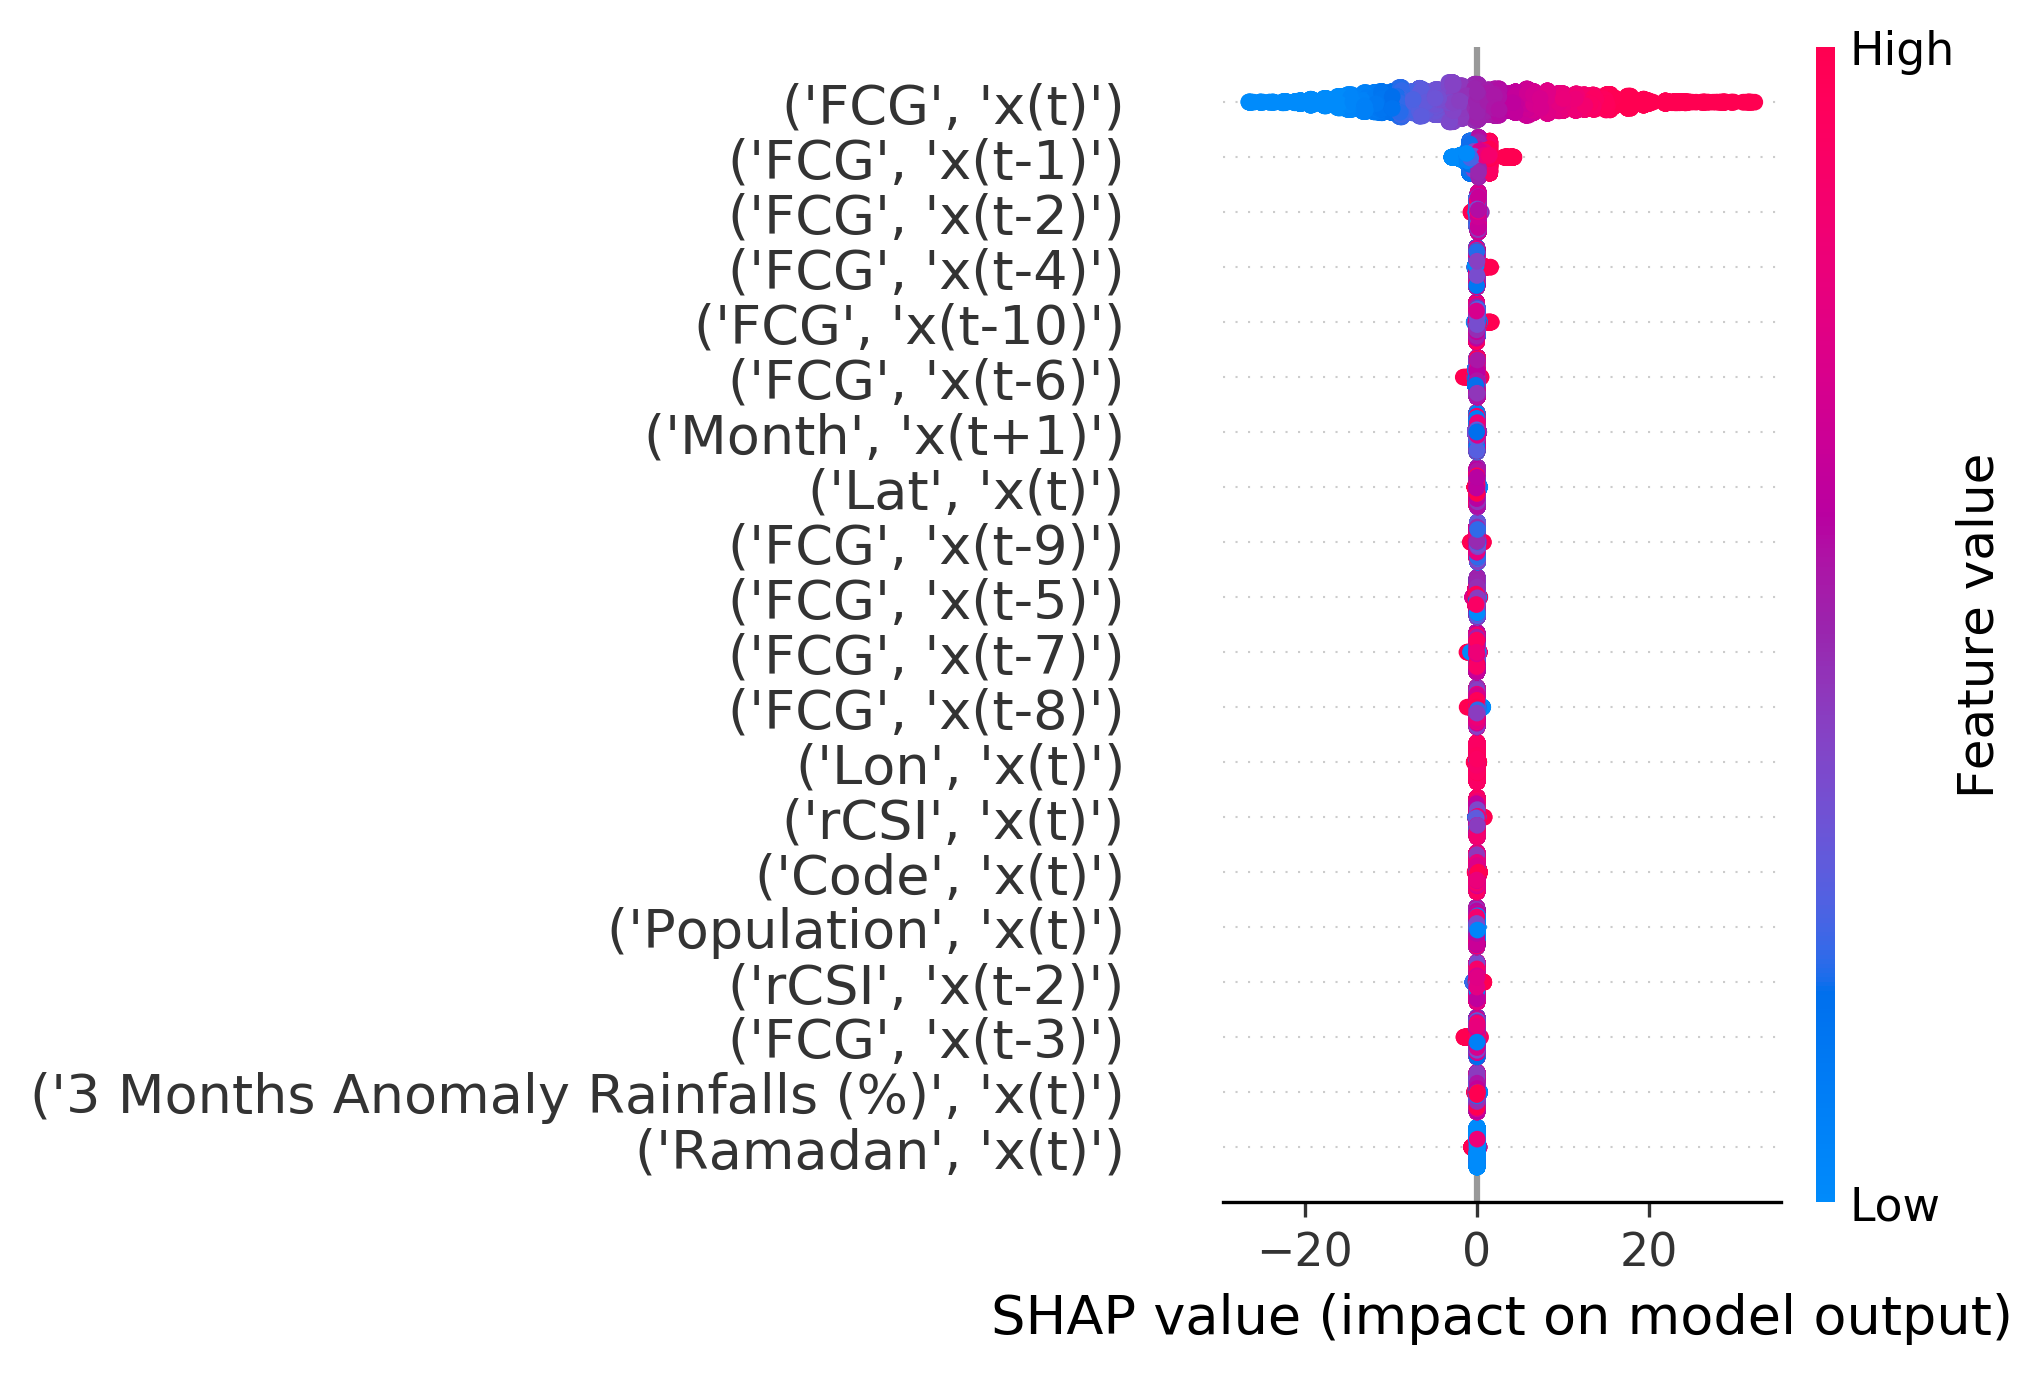 High
('FCG', 'x(t)')
('FCG', 'x(t-1)')
('FCG', 'x(t-2)')
('FCG', 'x(t-4)')
('FCG', 'x(t-10)')
('FCG', 'x(t-6)')
('Month', 'x(t+1)')
('Lat', 'x(t)')
('FCG', 'x(t-9)')
('FCG', 'x(t-5)')
('FCG', 'x(t-7)')
('FCG', 'x(t-8)')
('Lon', 'x(t)')
('rCSI', 'x(t)')
('Code', 'x(t)')
('Population', 'x(t)')
('rCSI', 'x(t-2)')
('FCG', 'x(t-3)')
('3 Months Anomaly Rainfalls (%)', 'x(t)')
('Ramadan', 'x(t)')
Feature value
Low
−20 0 20
SHAP value (impact on model output)